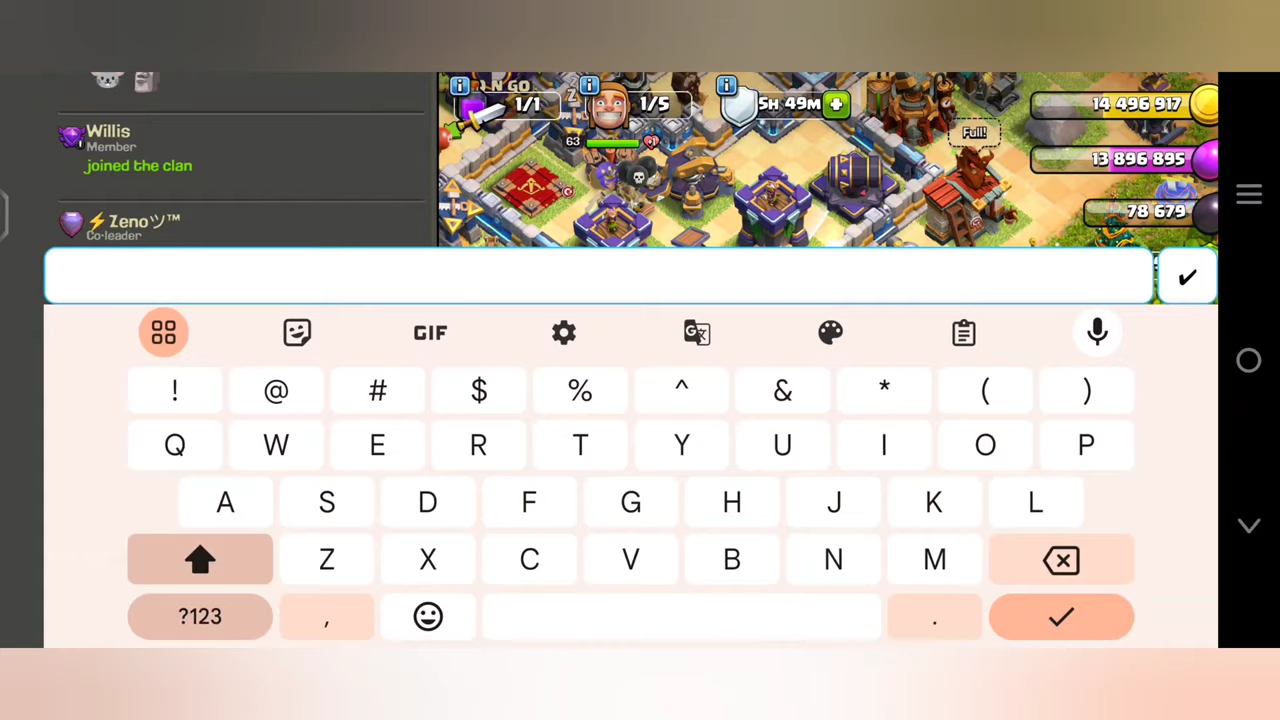 N GO
1/1
1/5
5h 49m
14 496 917
Willis
Member
joined the clan
63
Full!
13 896 895
⚡Zenoツ™
Co-leader
78 679
GIF
! @ # $ % ^ & * ( )
Q W E R T Y U I O P
A S D F G H J K L
Z X C V B N M
?123 , .